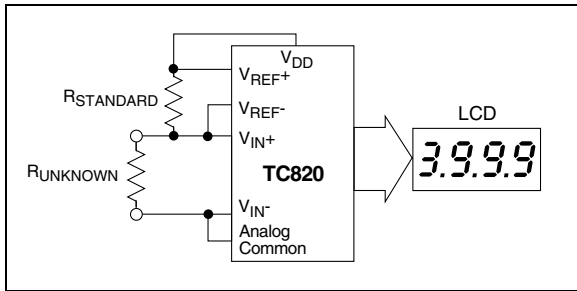 VDD
VREF+
RSTANDARD
VREF-
LCD
VIN+
3.9.9.9
RUNKNOWN
TC820
VIN-
Analog
Common